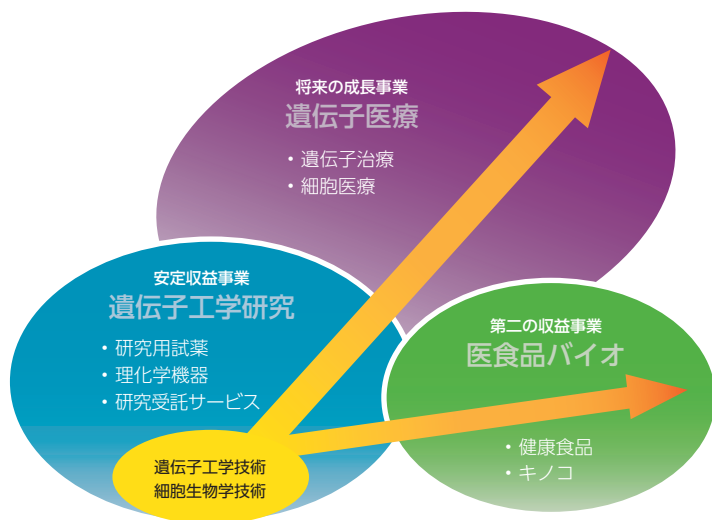 将来の成長事業
遺伝子医療
・遺伝子治療
・細胞医療
安定収益事業
遺伝子工学研究
・研究用試薬
・理化学機器
・研究受託サービス
遺伝子工学技術
細胞生物学技術
第二の収益事業
医食品バイオ
・健康食品
・キノコ